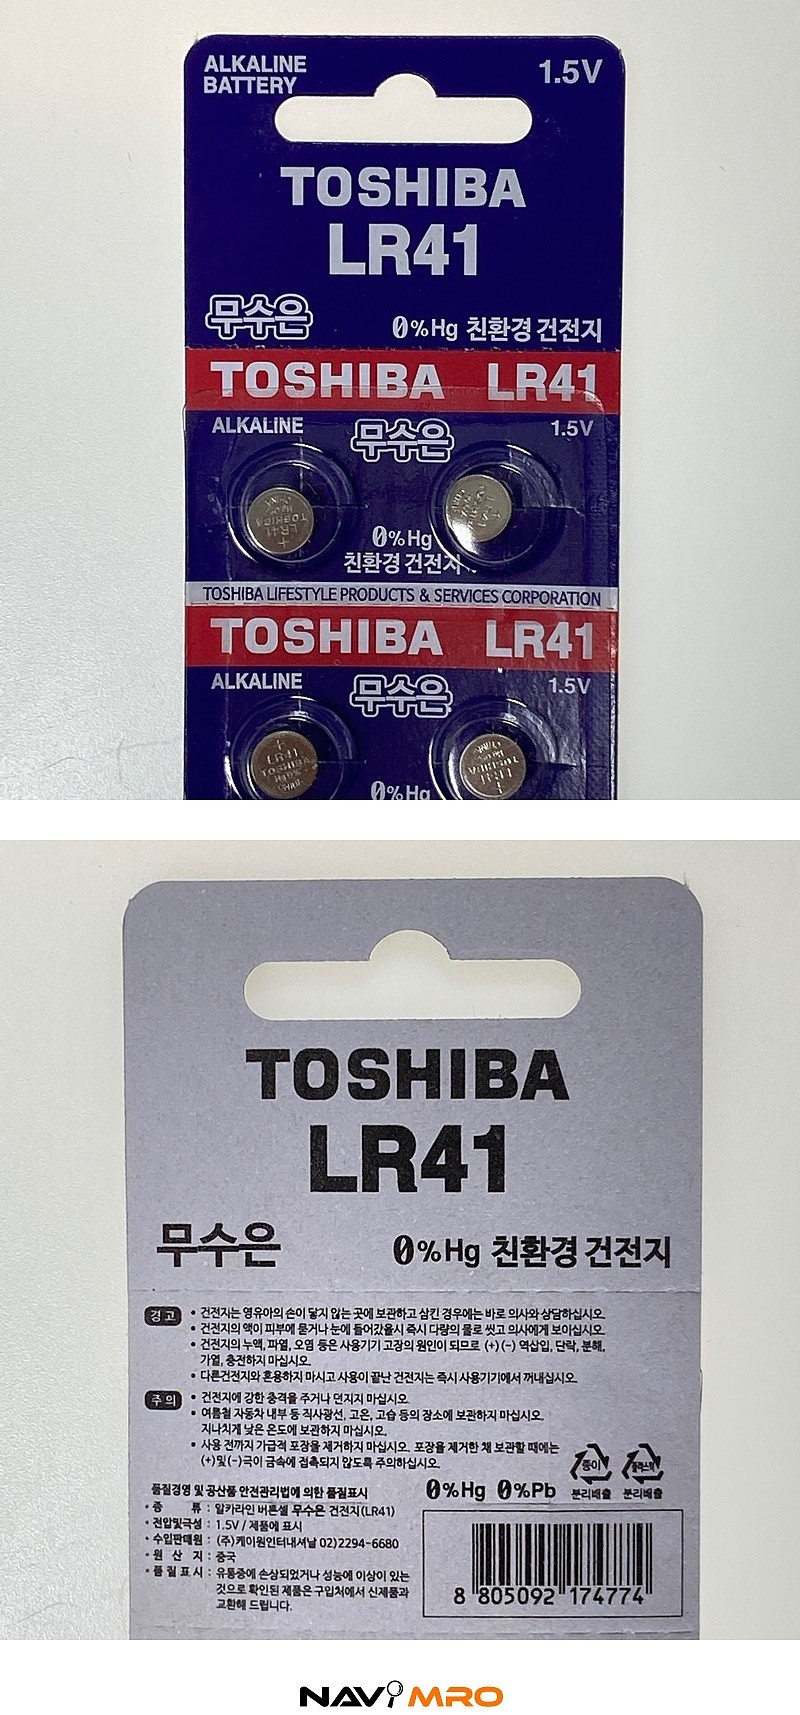 ALKALINE
BATTERY
1.5V
TOSHIBA
LR41
무수은
0%Hg 친환경 건전지
TOSHIBA LR41
ALKALINE
무수은
1.5V
0%Hg
친환경 건전지
TOSHIBA LIFESTYLE PRODUCTS & SERVICES CORPORATION
TOSHIBA LR41
ALKALINE
무수은
1.5V
+
LR41
TOSHIBA
0%Hg
TOSHIBA
LR41
무수은
0%Hg 친환경 건전지
경고
• 건전지는 영유아의 손이 닿지 않는 곳에 보관하고 삼킨 경우에는 바로 의사와 상담하십시오.
• 건전지의 액이 피부에 묻거나 눈에 들어갔을시 즉시 다량의 물로 씻고 의사에게 보이십시오.
• 건전지의 누액, 파열, 오염 등은 사용기기 고장의 원인이 되므로 (+)(-) 역삽입, 단락, 분해,
가열, 충전하지 마십시오.
• 다른건전지와 혼용하지 마시고 사용이 끝난 건전지는 즉시 사용기기에서 꺼내십시오.
주의
• 건전지에 강한 충격을 주거나 던지지 마십시오.
• 여름철 자동차 내부 등 직사광선, 고온, 고습 등의 장소에 보관하지 마십시오.
지나치게 낮은 온도에 보관하지 마십시오.
• 사용 전까지 가급적 포장을 제거하지 마십시오. 포장을 제거한 채 보관할 때에는
(+)및(-)극이 금속에 접촉되지 않도록 주의하십시오.
종이
플라스틱
분리배출 분리배출
품질경영 및 공산품 안전관리법에 의한 품질표시
0%Hg 0%Pb
• 종 류 : 알카라인 버튼셀 무수은 건전지(LR41)
• 전압및극성 : 1.5V / 제품에 표시
• 수입판매원 : (주)케이원인터내셔날 02)2294-6680
• 원 산 지 : 중국
• 품 질 표 시 : 유통중에 손상되었거나 성능에 이상이 있는
것으로 확인된 제품은 구입처에서 신제품과
교환해 드립니다.
8 805092 174774
NAVIMRO